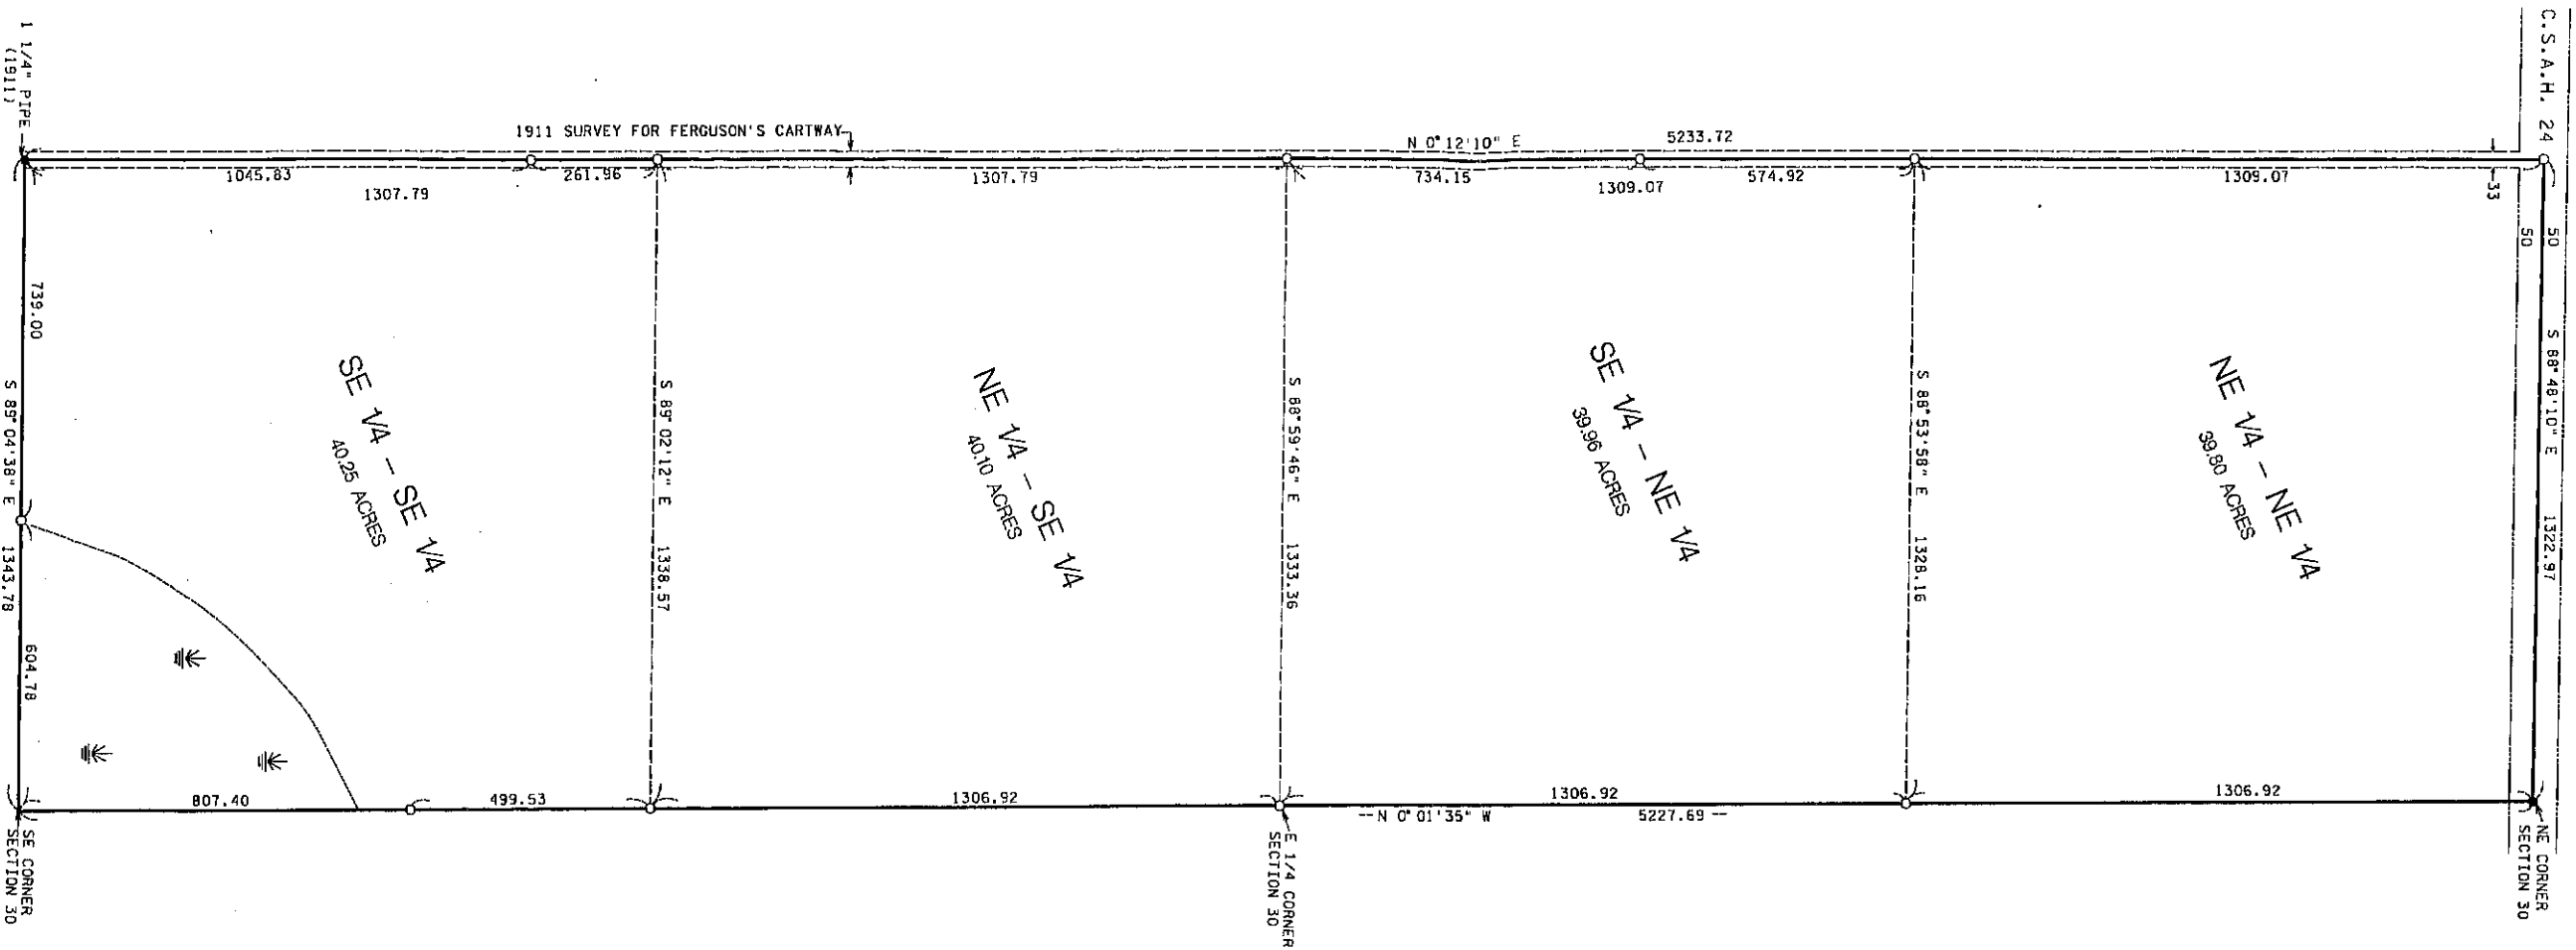 C.S.A.H. 24
50
50
S 88°48'10" E 1322.97
NE CORNER
SECTION 30
33
1309.07
NE 1/4 - NE 1/4
39.80 ACRES
1306.92
S 88°53'58" E 1328.16
N 0°12'10" E 5233.72
574.92
1309.07
734.15
SE 1/4 - NE 1/4
39.96 ACRES
1306.92
--N 0°01'35" W 5227.69 --
S 88°59'46" E 1333.36
E 1/4 CORNER
SECTION 30
1911 SURVEY FOR FERGUSON'S CARTWAY
1307.79
NE 1/4 - SE 1/4
40.10 ACRES
1306.92
S 89°02'12" E 1338.57
261.96
1307.79
1045.83
SE 1/4 - SE 1/4
40.25 ACRES
499.53
807.40
1 1/4" PIPE
(1911)
739.00
604.78
S 89°04'38" E 1343.78
SE CORNER
SECTION 30